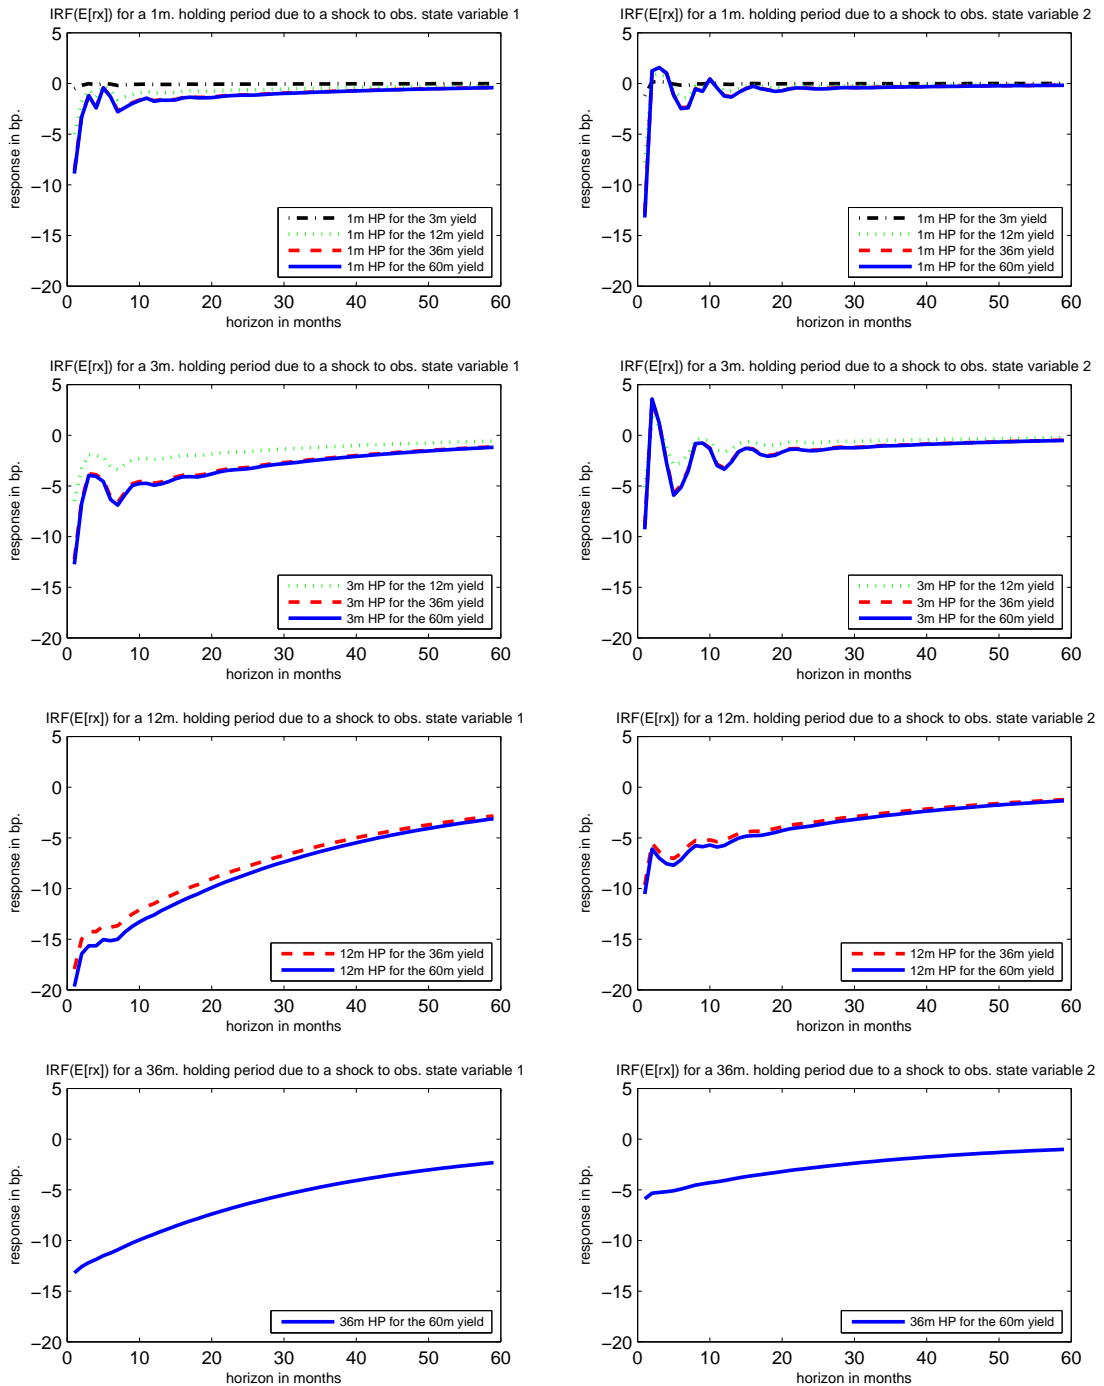 IRF(E[rx]) for a 1m. holding period due to a shock to obs. state variable 1
5
0
−5
−10
−15
−20
response in bp.
1m HP for the 3m yield
1m HP for the 12m yield
1m HP for the 36m yield
1m HP for the 60m yield
0 10 20 30 40 50 60
horizon in months
IRF(E[rx]) for a 1m. holding period due to a shock to obs. state variable 2
5
0
−5
−10
−15
−20
response in bp.
1m HP for the 3m yield
1m HP for the 12m yield
1m HP for the 36m yield
1m HP for the 60m yield
0 10 20 30 40 50 60
horizon in months
IRF(E[rx]) for a 3m. holding period due to a shock to obs. state variable 1
5
0
−5
−10
−15
−20
response in bp.
3m HP for the 12m yield
3m HP for the 36m yield
3m HP for the 60m yield
0 10 20 30 40 50 60
horizon in months
IRF(E[rx]) for a 3m. holding period due to a shock to obs. state variable 2
5
0
−5
−10
−15
−20
response in bp.
3m HP for the 12m yield
3m HP for the 36m yield
3m HP for the 60m yield
0 10 20 30 40 50 60
horizon in months
IRF(E[rx]) for a 12m. holding period due to a shock to obs. state variable 1
5
0
−5
−10
−15
−20
response in bp.
12m HP for the 36m yield
12m HP for the 60m yield
0 10 20 30 40 50 60
horizon in months
IRF(E[rx]) for a 12m. holding period due to a shock to obs. state variable 2
5
0
−5
−10
−15
−20
response in bp.
12m HP for the 36m yield
12m HP for the 60m yield
0 10 20 30 40 50 60
horizon in months
IRF(E[rx]) for a 36m. holding period due to a shock to obs. state variable 1
5
0
−5
−10
−15
−20
response in bp.
36m HP for the 60m yield
0 10 20 30 40 50 60
horizon in months
IRF(E[rx]) for a 36m. holding period due to a shock to obs. state variable 2
5
0
−5
−10
−15
−20
response in bp.
36m HP for the 60m yield
0 10 20 30 40 50 60
horizon in months